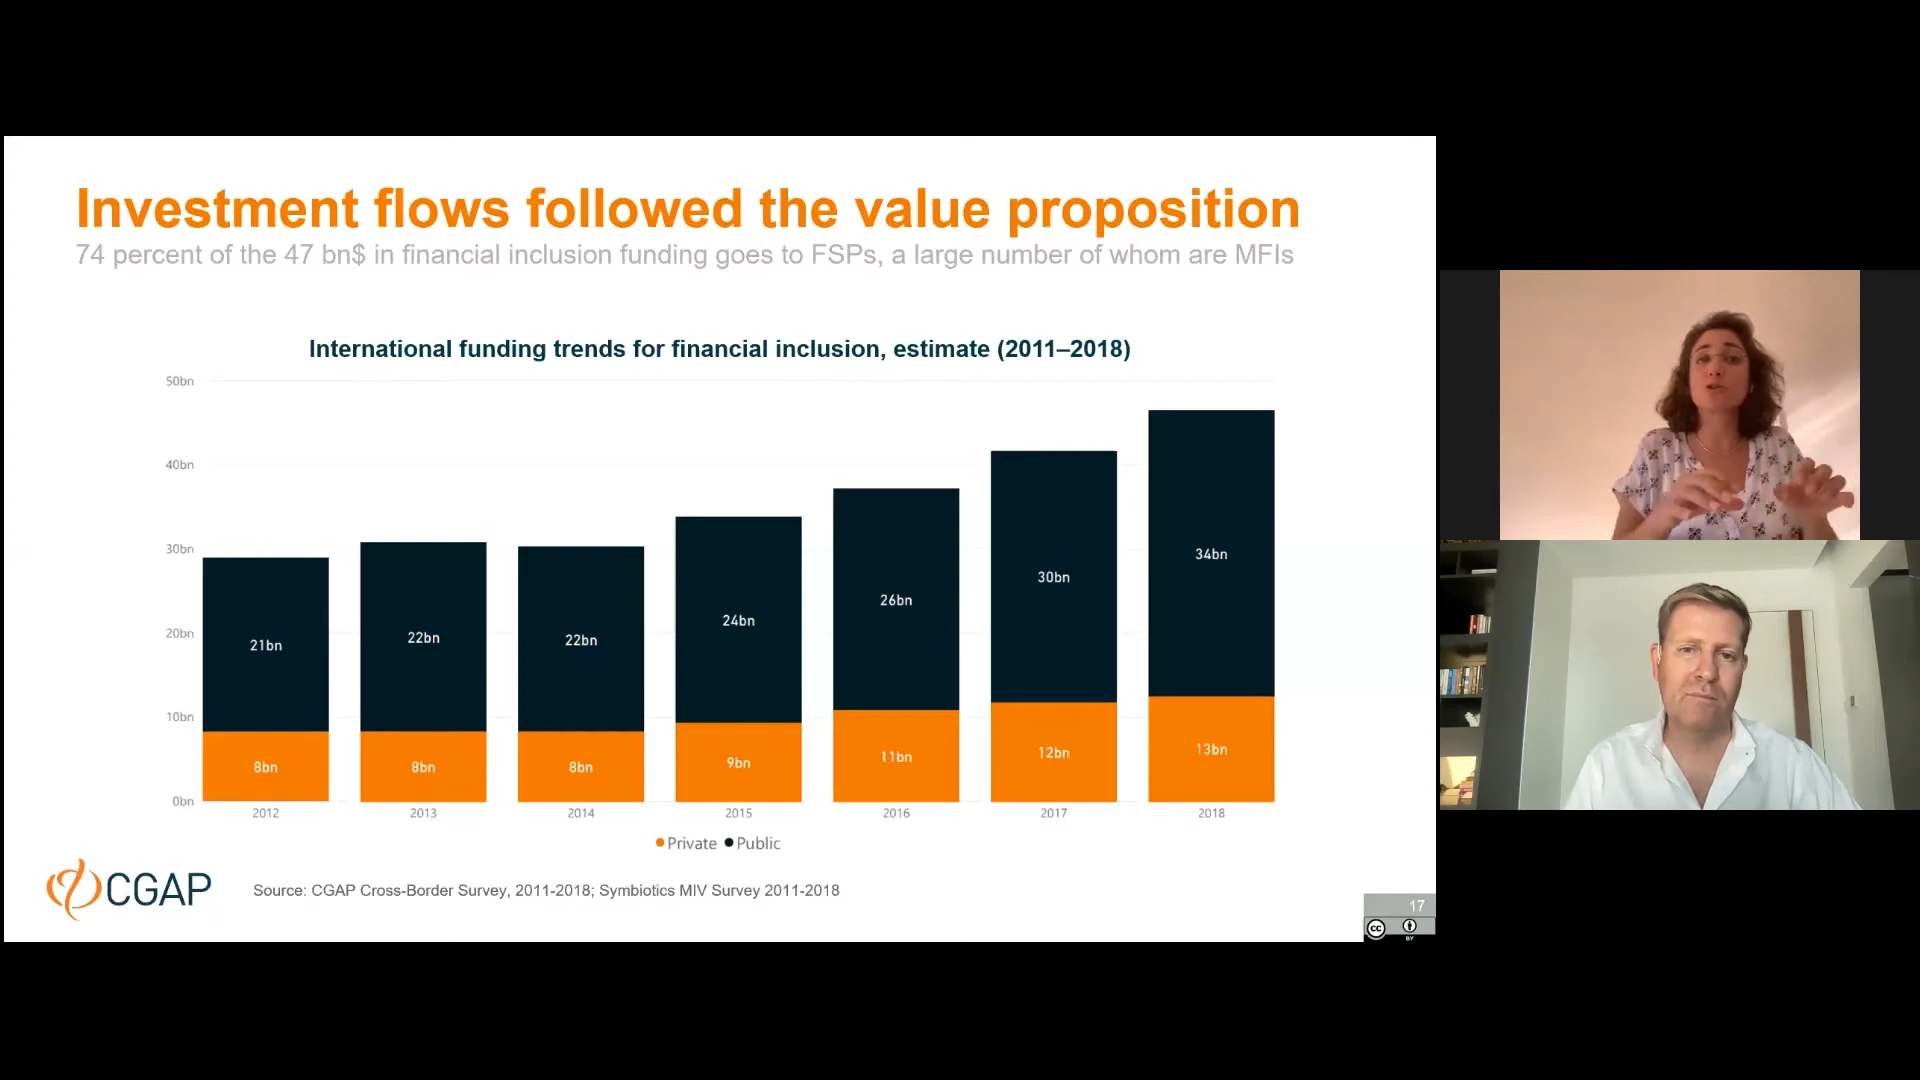 Investment flows followed the value proposition
74 percent of the 47 bn$ in financial inclusion funding goes to FSPs, a large number of whom are MFIs
International funding trends for financial inclusion, estimate (2011–2018)
50bn
40bn
30bn
20bn
10bn
0bn
21bn
22bn
22bn
24bn
26bn
30bn
34bn
8bn
8bn
8bn
9bn
11bn
12bn
13bn
2012
2013
2014
2015
2016
2017
2018
Private
Public
CGAP
Source: CGAP Cross-Border Survey, 2011-2018; Symbiotics MIV Survey 2011-2018
17
cc
BY